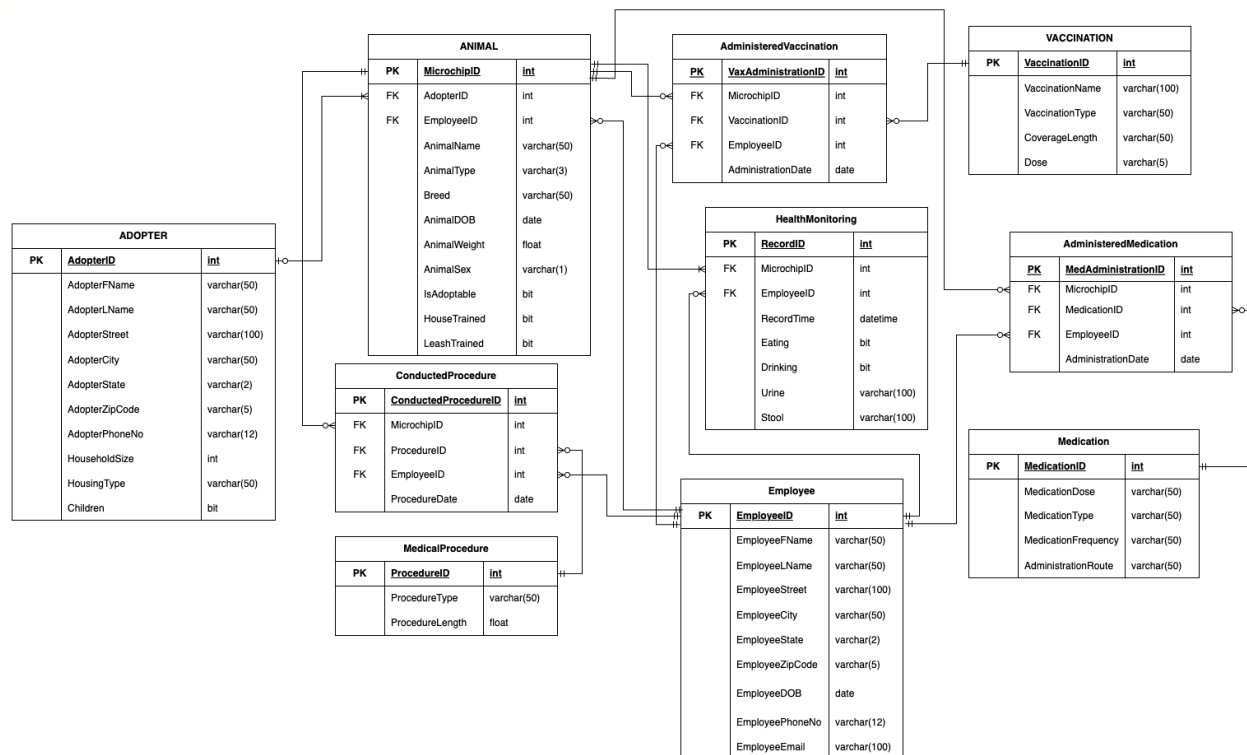 ANIMAL
PK MicrochipID int
FK AdopterID int
FK EmployeeID int
AnimalName varchar(50)
AnimalType varchar(3)
Breed varchar(50)
AnimalDOB date
AnimalWeight float
AnimalSex varchar(1)
IsAdoptable bit
HouseTrained bit
LeashTrained bit
AdministeredVaccination
PK VaxAdministrationID int
FK MicrochipID int
FK VaccinationID int
FK EmployeeID int
AdministrationDate date
VACCINATION
PK VaccinationID int
VaccinationName varchar(100)
VaccinationType varchar(50)
CoverageLength varchar(50)
Dose varchar(5)
ADOPTER
PK AdopterID int
AdopterFName varchar(50)
AdopterLName varchar(50)
AdopterStreet varchar(100)
AdopterCity varchar(50)
AdopterState varchar(2)
AdopterZipCode varchar(5)
AdopterPhoneNo varchar(12)
HouseholdSize int
HousingType varchar(50)
Children bit
HealthMonitoring
PK RecordID int
FK MicrochipID int
FK EmployeeID int
RecordTime datetime
Eating bit
Drinking bit
Urine varchar(100)
Stool varchar(100)
AdministeredMedication
PK MedAdministrationID int
FK MicrochipID int
FK MedicationID int
FK EmployeeID int
AdministrationDate date
ConductedProcedure
PK ConductedProcedureID int
FK MicrochipID int
FK ProcedureID int
FK EmployeeID int
ProcedureDate date
Medication
PK MedicationID int
MedicationDose varchar(50)
MedicationType varchar(50)
MedicationFrequency varchar(50)
AdministrationRoute varchar(50)
MedicalProcedure
PK ProcedureID int
ProcedureType varchar(50)
ProcedureLength float
Employee
PK EmployeeID int
EmployeeFName varchar(50)
EmployeeLName varchar(50)
EmployeeStreet varchar(100)
EmployeeCity varchar(50)
EmployeeState varchar(2)
EmployeeZipCode varchar(5)
EmployeeDOB date
EmployeePhoneNo varchar(12)
EmployeeEmail varchar(100)